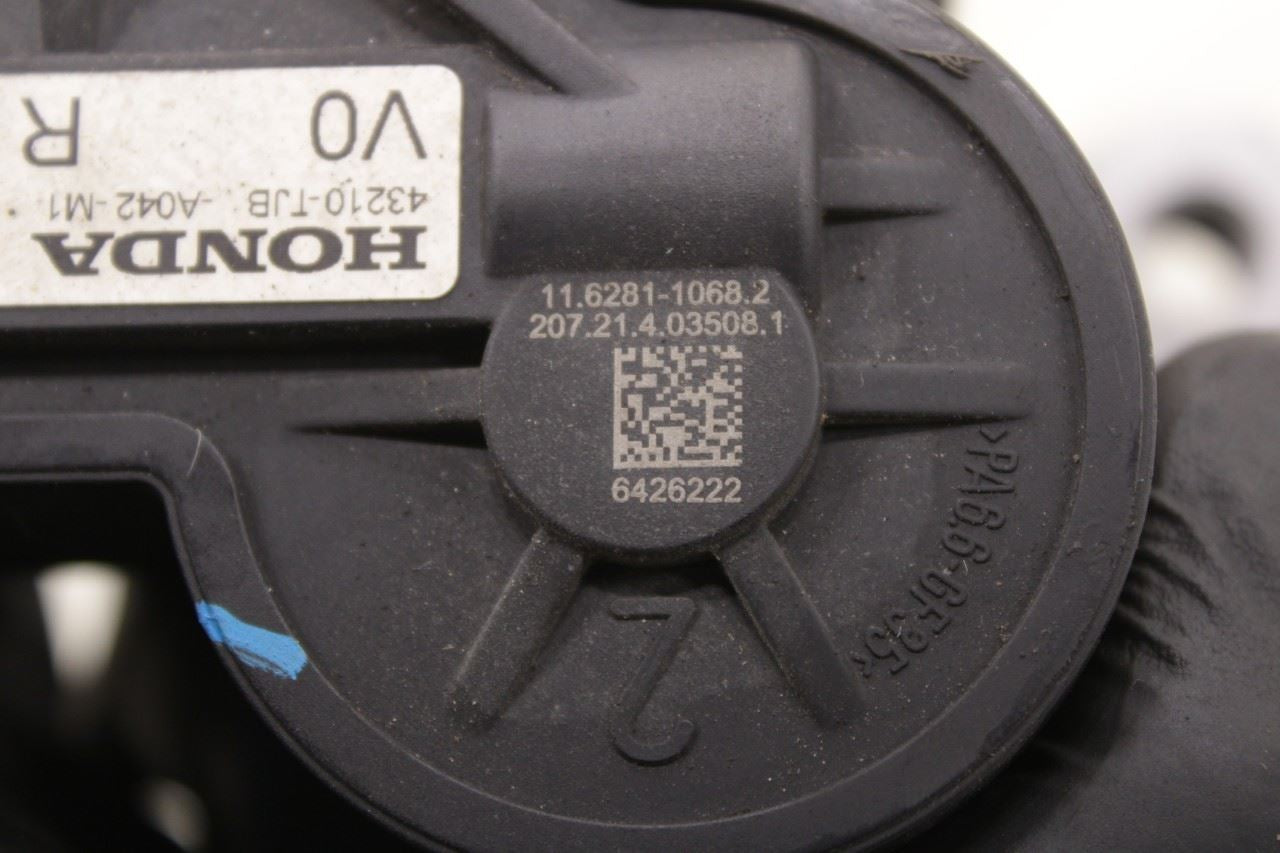 HONDA
43210-TJB -A042-M1
V0 R
11.6281-1068.2
207.21.4.03508.1
6426222
>PA6.6-GF35<
2